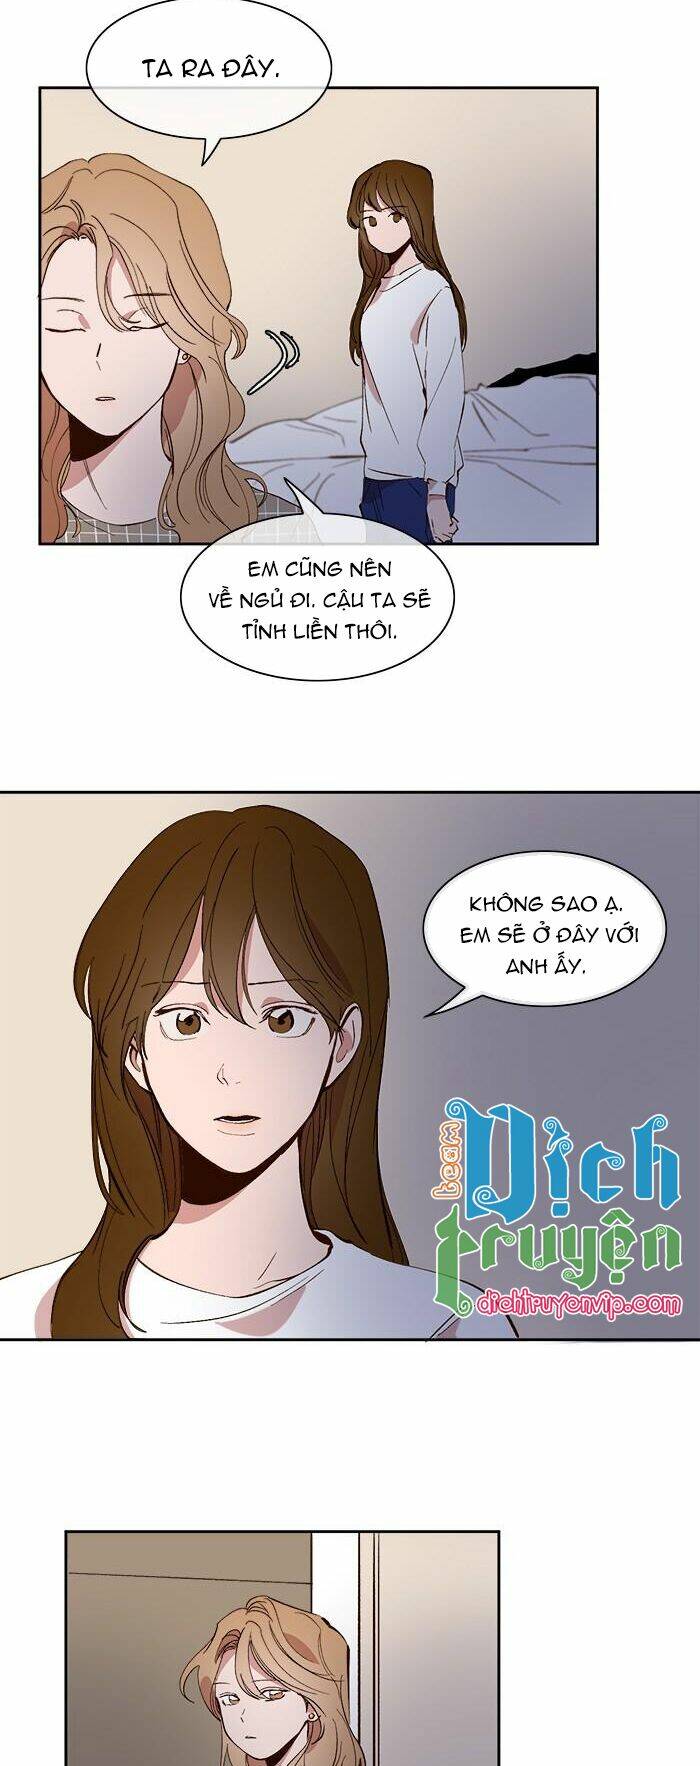 TA RA ĐÂY.
EM CŨNG NÊN
VỀ NGỦ ĐI. CẬU TA SẼ
TỈNH LIỀN THÔI.
KHÔNG SAO Ạ.
EM SẼ Ở ĐÂY VỚI
ANH ẤY.
Dịch
truyện
dichtruyenvip.com